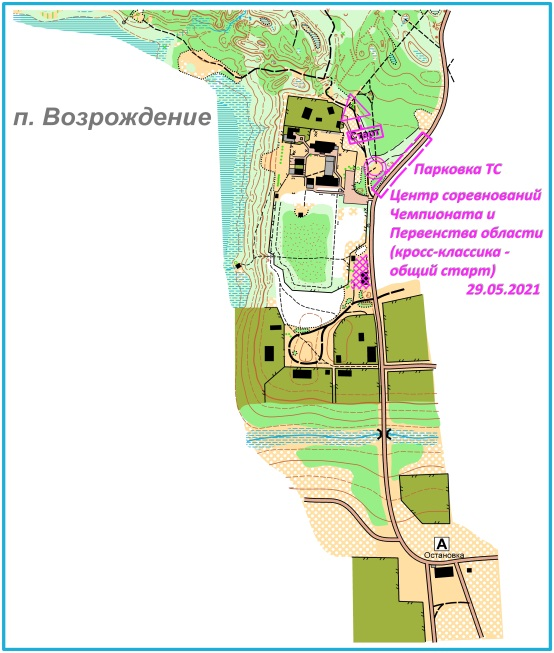 п. Возрождение
Старт
Парковка ТС
Центр соревнований
Чемпионата и
Первенства области
(кросс-классика -
общий старт)
29.05.2021
А
Остановка